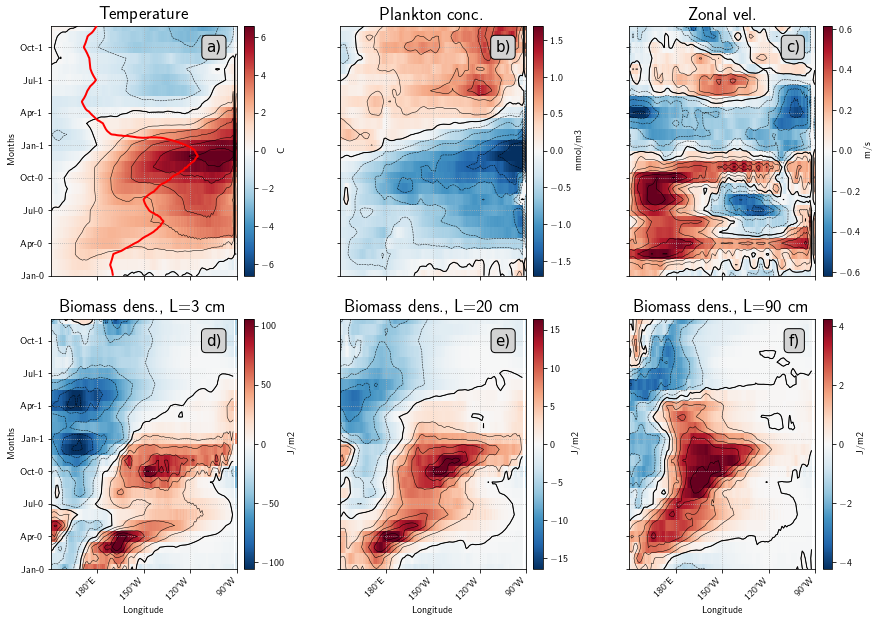 Temperature
Plankton conc.
Zonal vel.
a)
b)
c)
Oct-1
Jul-1
Apr-1
Jan-1
Oct-0
Jul-0
Apr-0
Jan-0
Months
6
4
2
0
−2
−4
−6
C
1.5
1.0
0.5
0.0
−0.5
−1.0
−1.5
mmol/m3
0.6
0.4
0.2
0.0
−0.2
−0.4
−0.6
m/s
Biomass dens., L=3 cm
Biomass dens., L=20 cm
Biomass dens., L=90 cm
d)
e)
f)
Oct-1
Jul-1
Apr-1
Jan-1
Oct-0
Jul-0
Apr-0
Jan-0
Months
100
50
0
−50
−100
J/m2
15
10
5
0
−5
−10
−15
J/m2
4
2
0
−2
−4
J/m2
180°E
150°W
120°W
90°W
180°E
150°W
120°W
90°W
180°E
150°W
120°W
90°W
Longitude
Longitude
Longitude